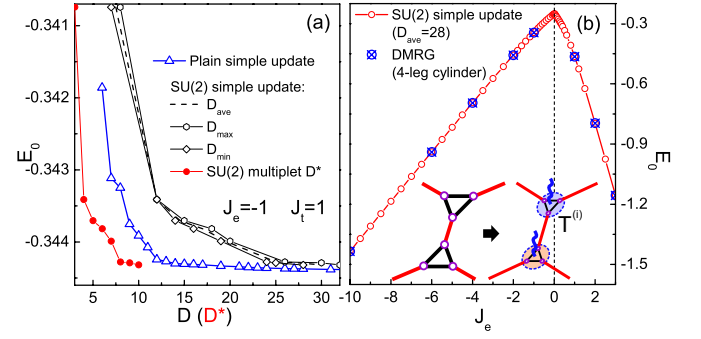 (a)
-0.341
-0.342
-0.343
-0.344
E0
Plain simple update
SU(2) simple update:
Dave
Dmax
Dmin
SU(2) multiplet D*
Je=-1 Jt=1
5 10 15 20 25 30
D (D*)
(b)
SU(2) simple update
(Dave=28)
DMRG
(4-leg cylinder)
-0.3
-0.6
-0.9
-1.2
-1.5
E0
T(i)
-10 -8 -6 -4 -2 0 2
Je